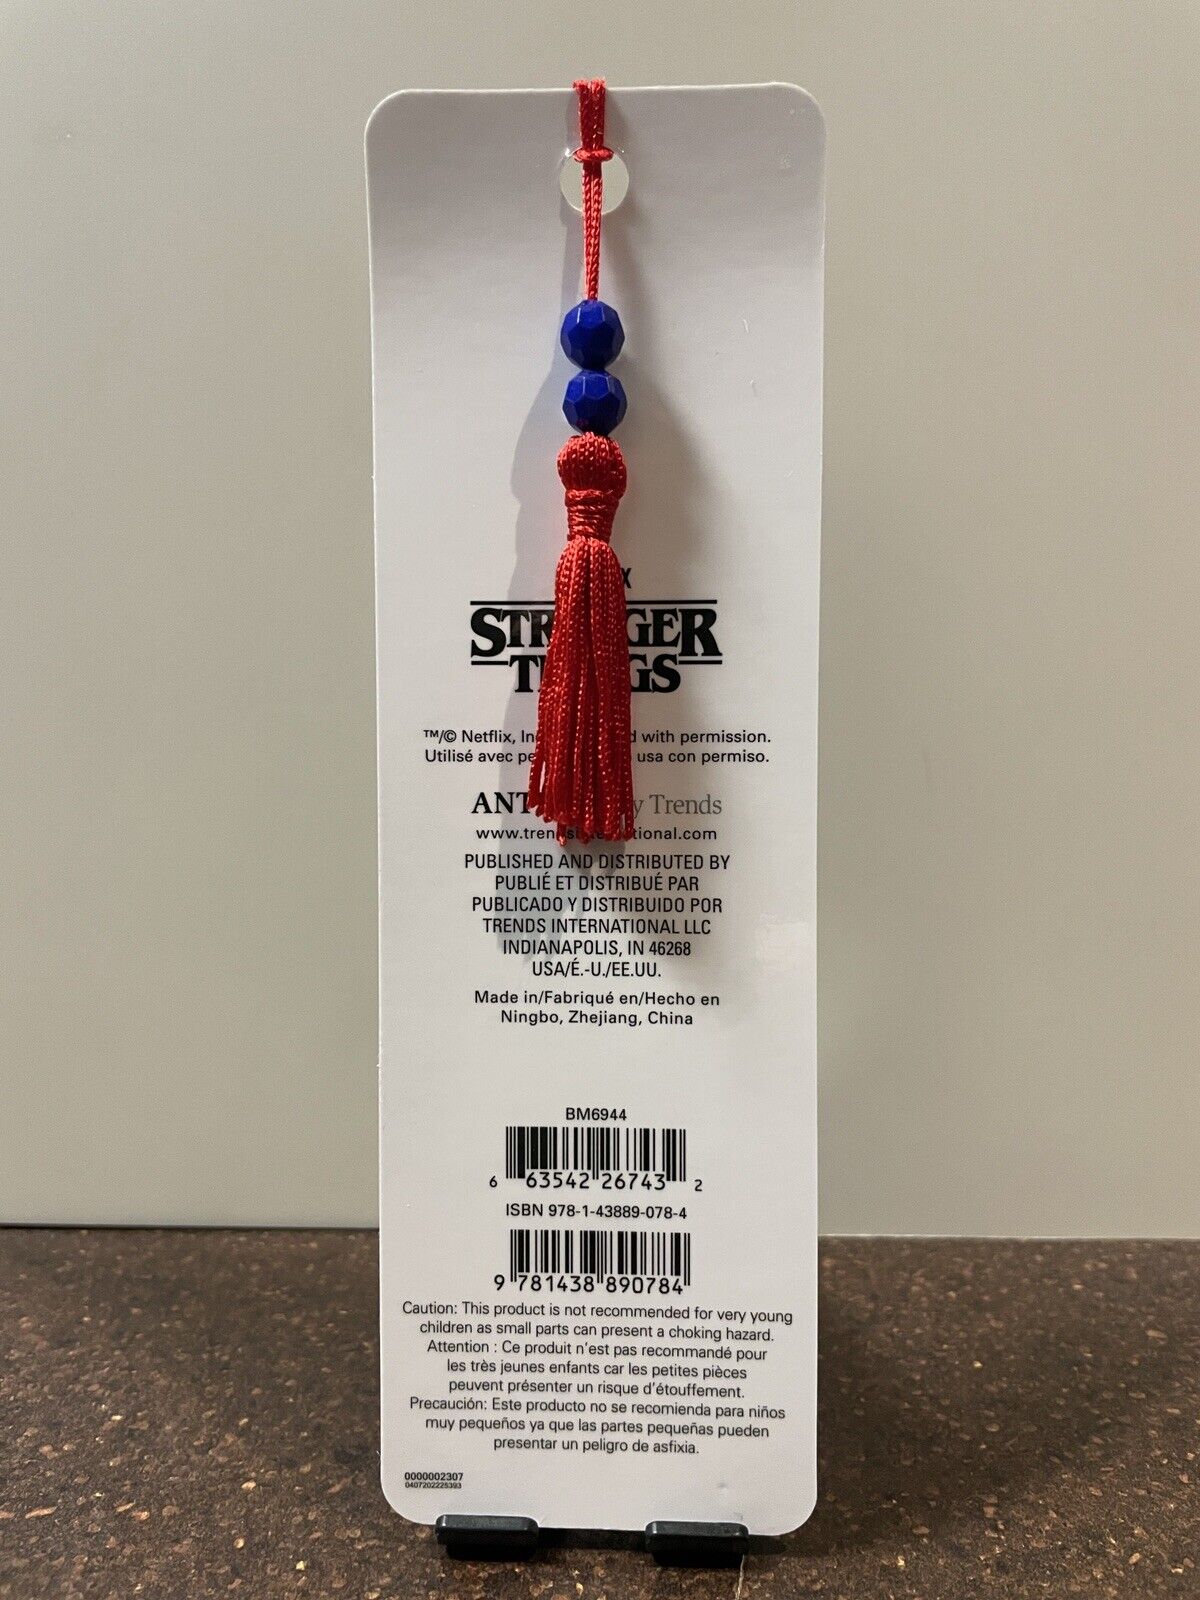 STRANGER
THINGS
™/© Netflix, with permission.
Utilisé avec usa con permiso.
Trends
www.trendsinternational.com
PUBLISHED AND DISTRIBUTED BY
PUBLIÉ ET DISTRIBUÉ PAR
PUBLICADO Y DISTRIBUIDO POR
TRENDS INTERNATIONAL LLC
INDIANAPOLIS, IN 46268
USA/É.-U./EE.UU.
Made in/Fabriqué en/Hecho en
Ningbo, Zhejiang, China
BM6944
6 63542 26743 2
ISBN 978-1-43889-078-4
9 781438 890784
Caution: This product is not recommended for very young
children as small parts can present a choking hazard.
Attention : Ce produit n'est pas recommandé pour
les très jeunes enfants car les petites pièces
peuvent présenter un risque d'étouffement.
Precaución: Este producto no se recomienda para niños
muy pequeños ya que las partes pequeñas pueden
presentar un peligro de asfixia.
0000002307
0407202225393